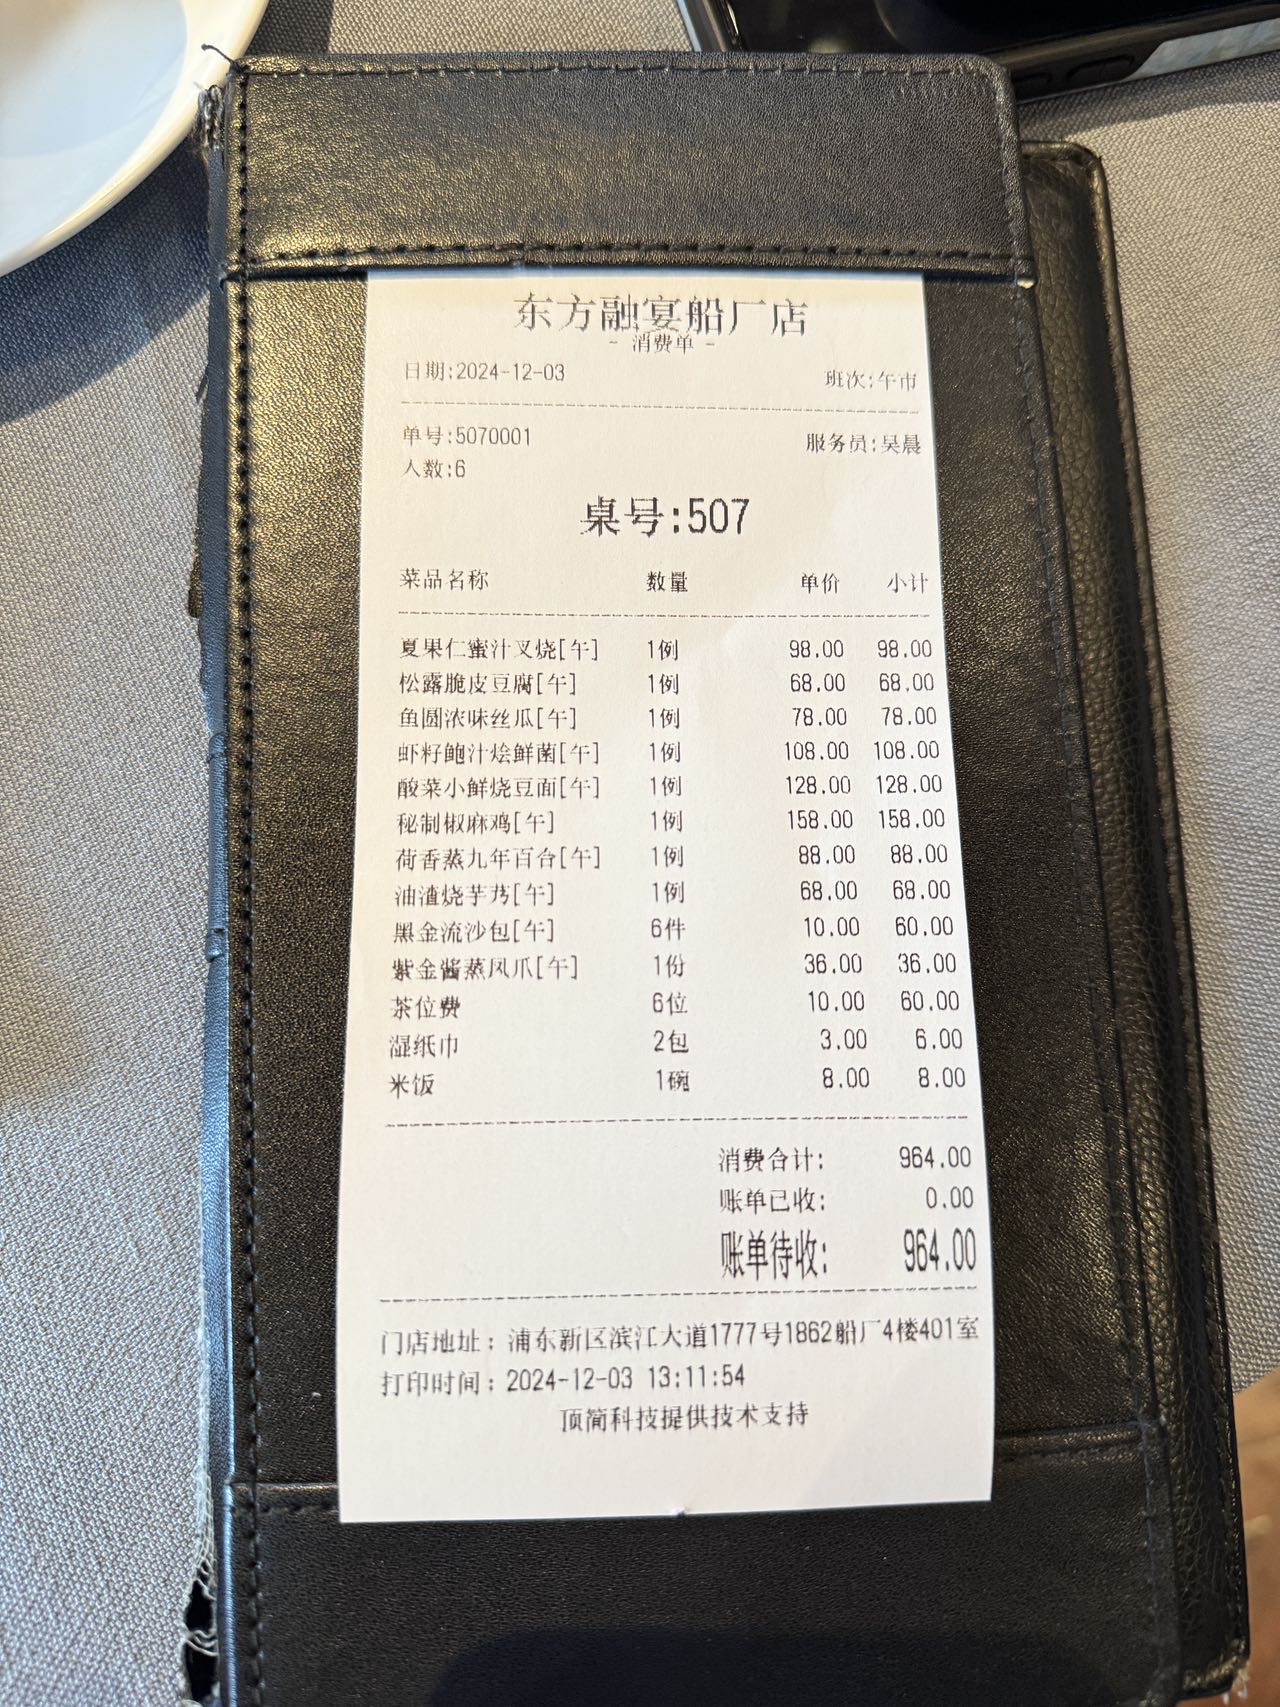 东方融宴船厂店
- 消费单 -
日期:2024-12-03 班次:午市
单号:5070001 服务员:吴晨
人数:6
桌号:507
菜品名称 数量 单价 小计
夏果仁蜜汁叉烧[午] 1例 98.00 98.00
松露脆皮豆腐[午] 1例 68.00 68.00
鱼圆浓味丝瓜[午] 1例 78.00 78.00
虾籽鲍汁烩鲜菌[午] 1例 108.00 108.00
酸菜小鲜烧豆面[午] 1例 128.00 128.00
秘制椒麻鸡[午] 1例 158.00 158.00
荷香蒸九年百合[午] 1例 88.00 88.00
油渣烧芋艿[午] 1例 68.00 68.00
黑金流沙包[午] 6件 10.00 60.00
紫金酱蒸凤爪[午] 1份 36.00 36.00
茶位费 6位 10.00 60.00
湿纸巾 2包 3.00 6.00
米饭 1碗 8.00 8.00
消费合计: 964.00
账单已收: 0.00
账单待收: 964.00
门店地址：浦东新区滨江大道1777号1862船厂4楼401室
打印时间：2024-12-03 13:11:54
顶简科技提供技术支持